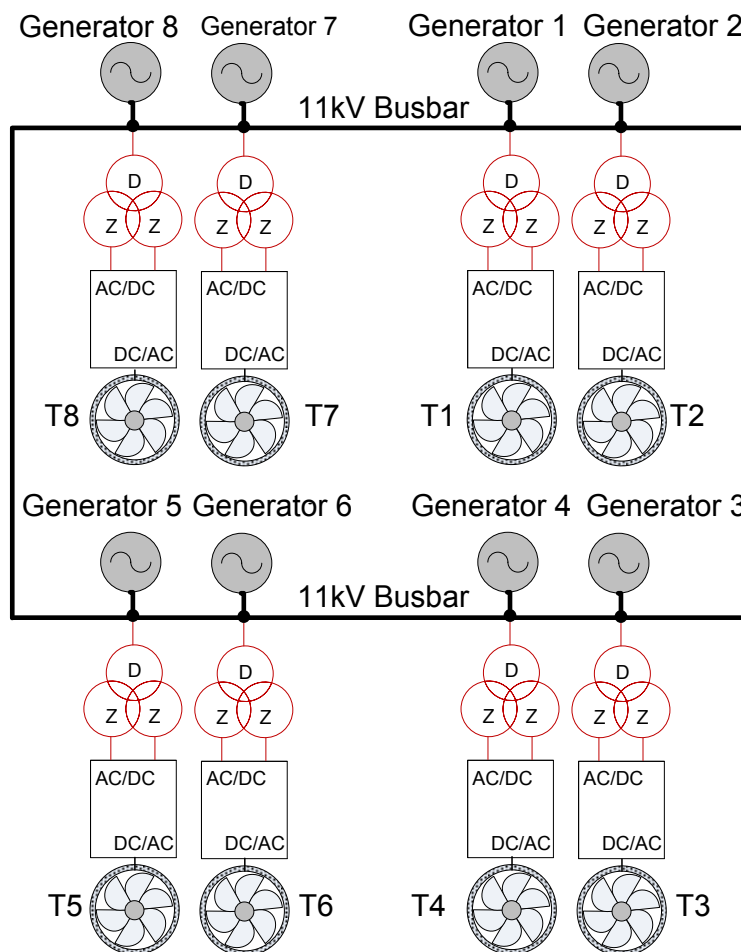 Generator 8 Generator 7 Generator 1 Generator 2
11kV Busbar
D D D D
Z Z Z Z Z Z Z Z
AC/DC AC/DC AC/DC AC/DC
DC/AC DC/AC DC/AC DC/AC
T8 T7 T1 T2
Generator 5 Generator 6 Generator 4 Generator 3
11kV Busbar
D D D D
Z Z Z Z Z Z Z Z
AC/DC AC/DC AC/DC AC/DC
DC/AC DC/AC DC/AC DC/AC
T5 T6 T4 T3